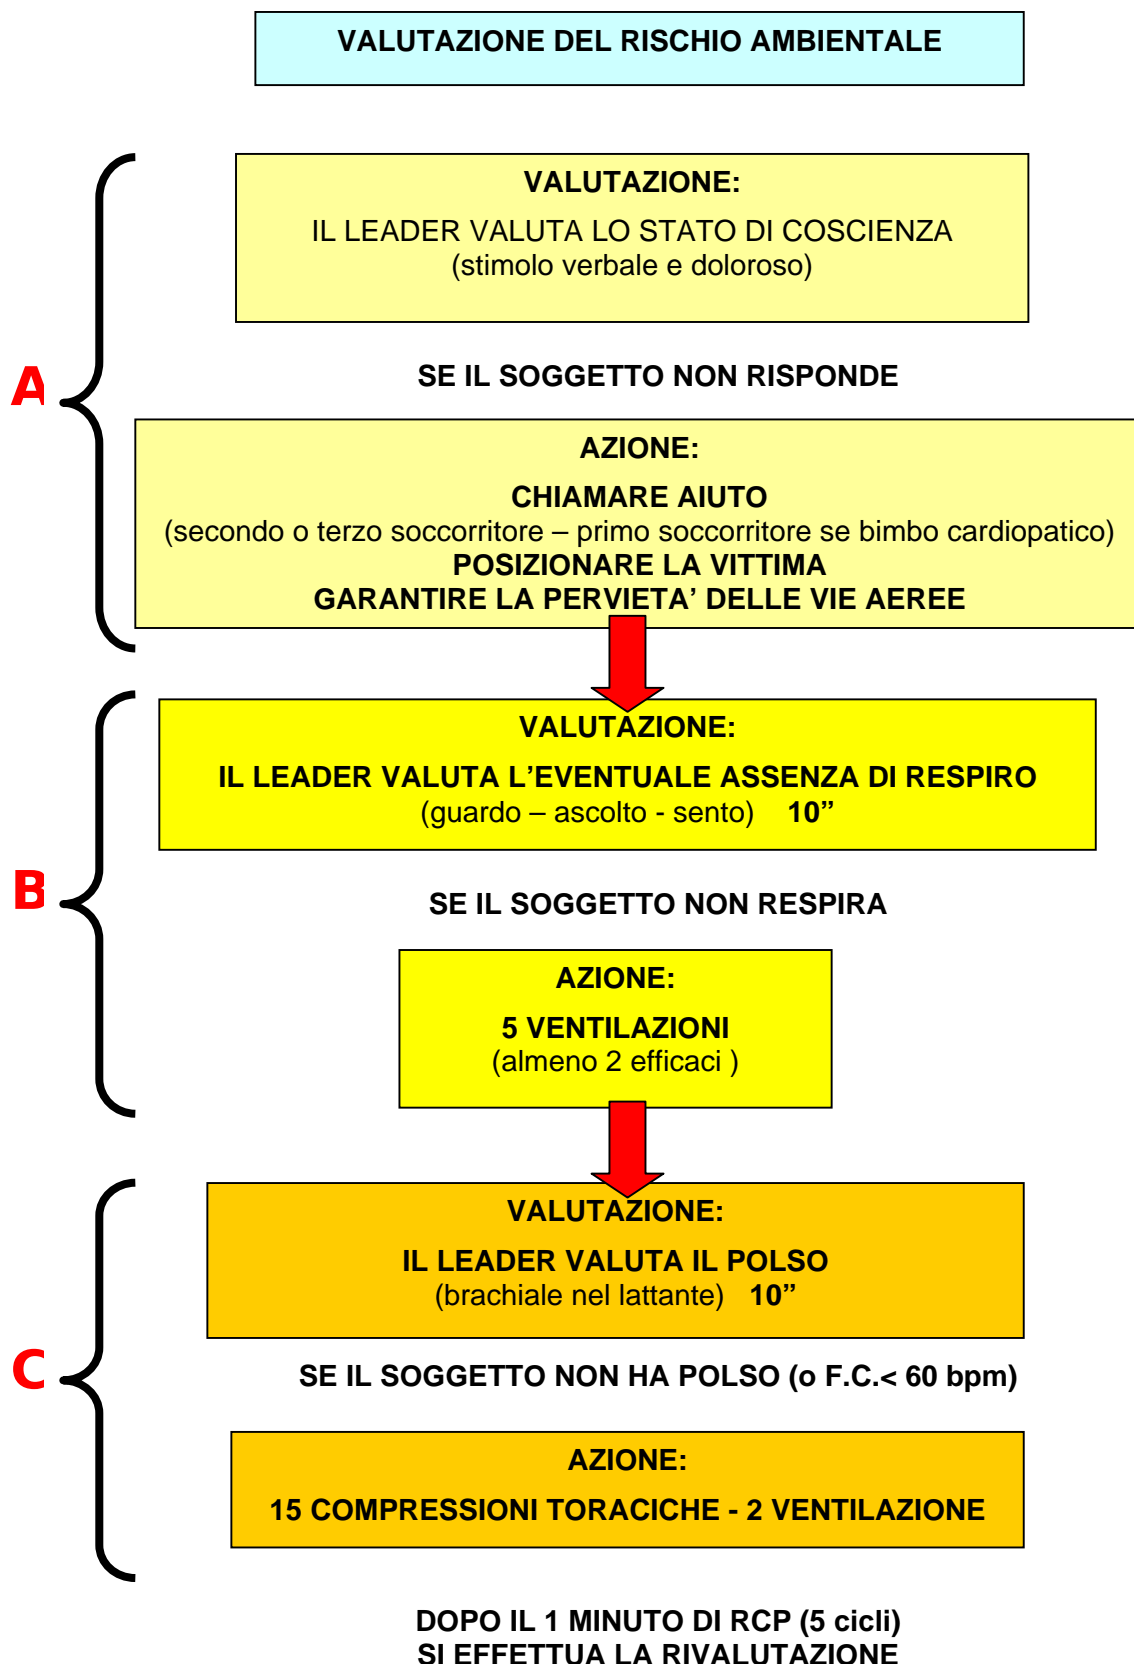 VALUTAZIONE DEL RISCHIO AMBIENTALE
A
VALUTAZIONE:
IL LEADER VALUTA LO STATO DI COSCIENZA
(stimolo verbale e doloroso)
SE IL SOGGETTO NON RISPONDE
AZIONE:
CHIAMARE AIUTO
(secondo o terzo soccorritore – primo soccorritore se bimbo cardiopatico)
POSIZIONARE LA VITTIMA
GARANTIRE LA PERVIETA’ DELLE VIE AEREE
B
VALUTAZIONE:
IL LEADER VALUTA L’EVENTUALE ASSENZA DI RESPIRO
(guardo – ascolto - sento) 10”
SE IL SOGGETTO NON RESPIRA
AZIONE:
5 VENTILAZIONI
(almeno 2 efficaci )
C
VALUTAZIONE:
IL LEADER VALUTA IL POLSO
(brachiale nel lattante) 10”
SE IL SOGGETTO NON HA POLSO (o F.C.< 60 bpm)
AZIONE:
15 COMPRESSIONI TORACICHE - 2 VENTILAZIONE
DOPO IL 1 MINUTO DI RCP (5 cicli)
SI EFFETTUA LA RIVALUTAZIONE